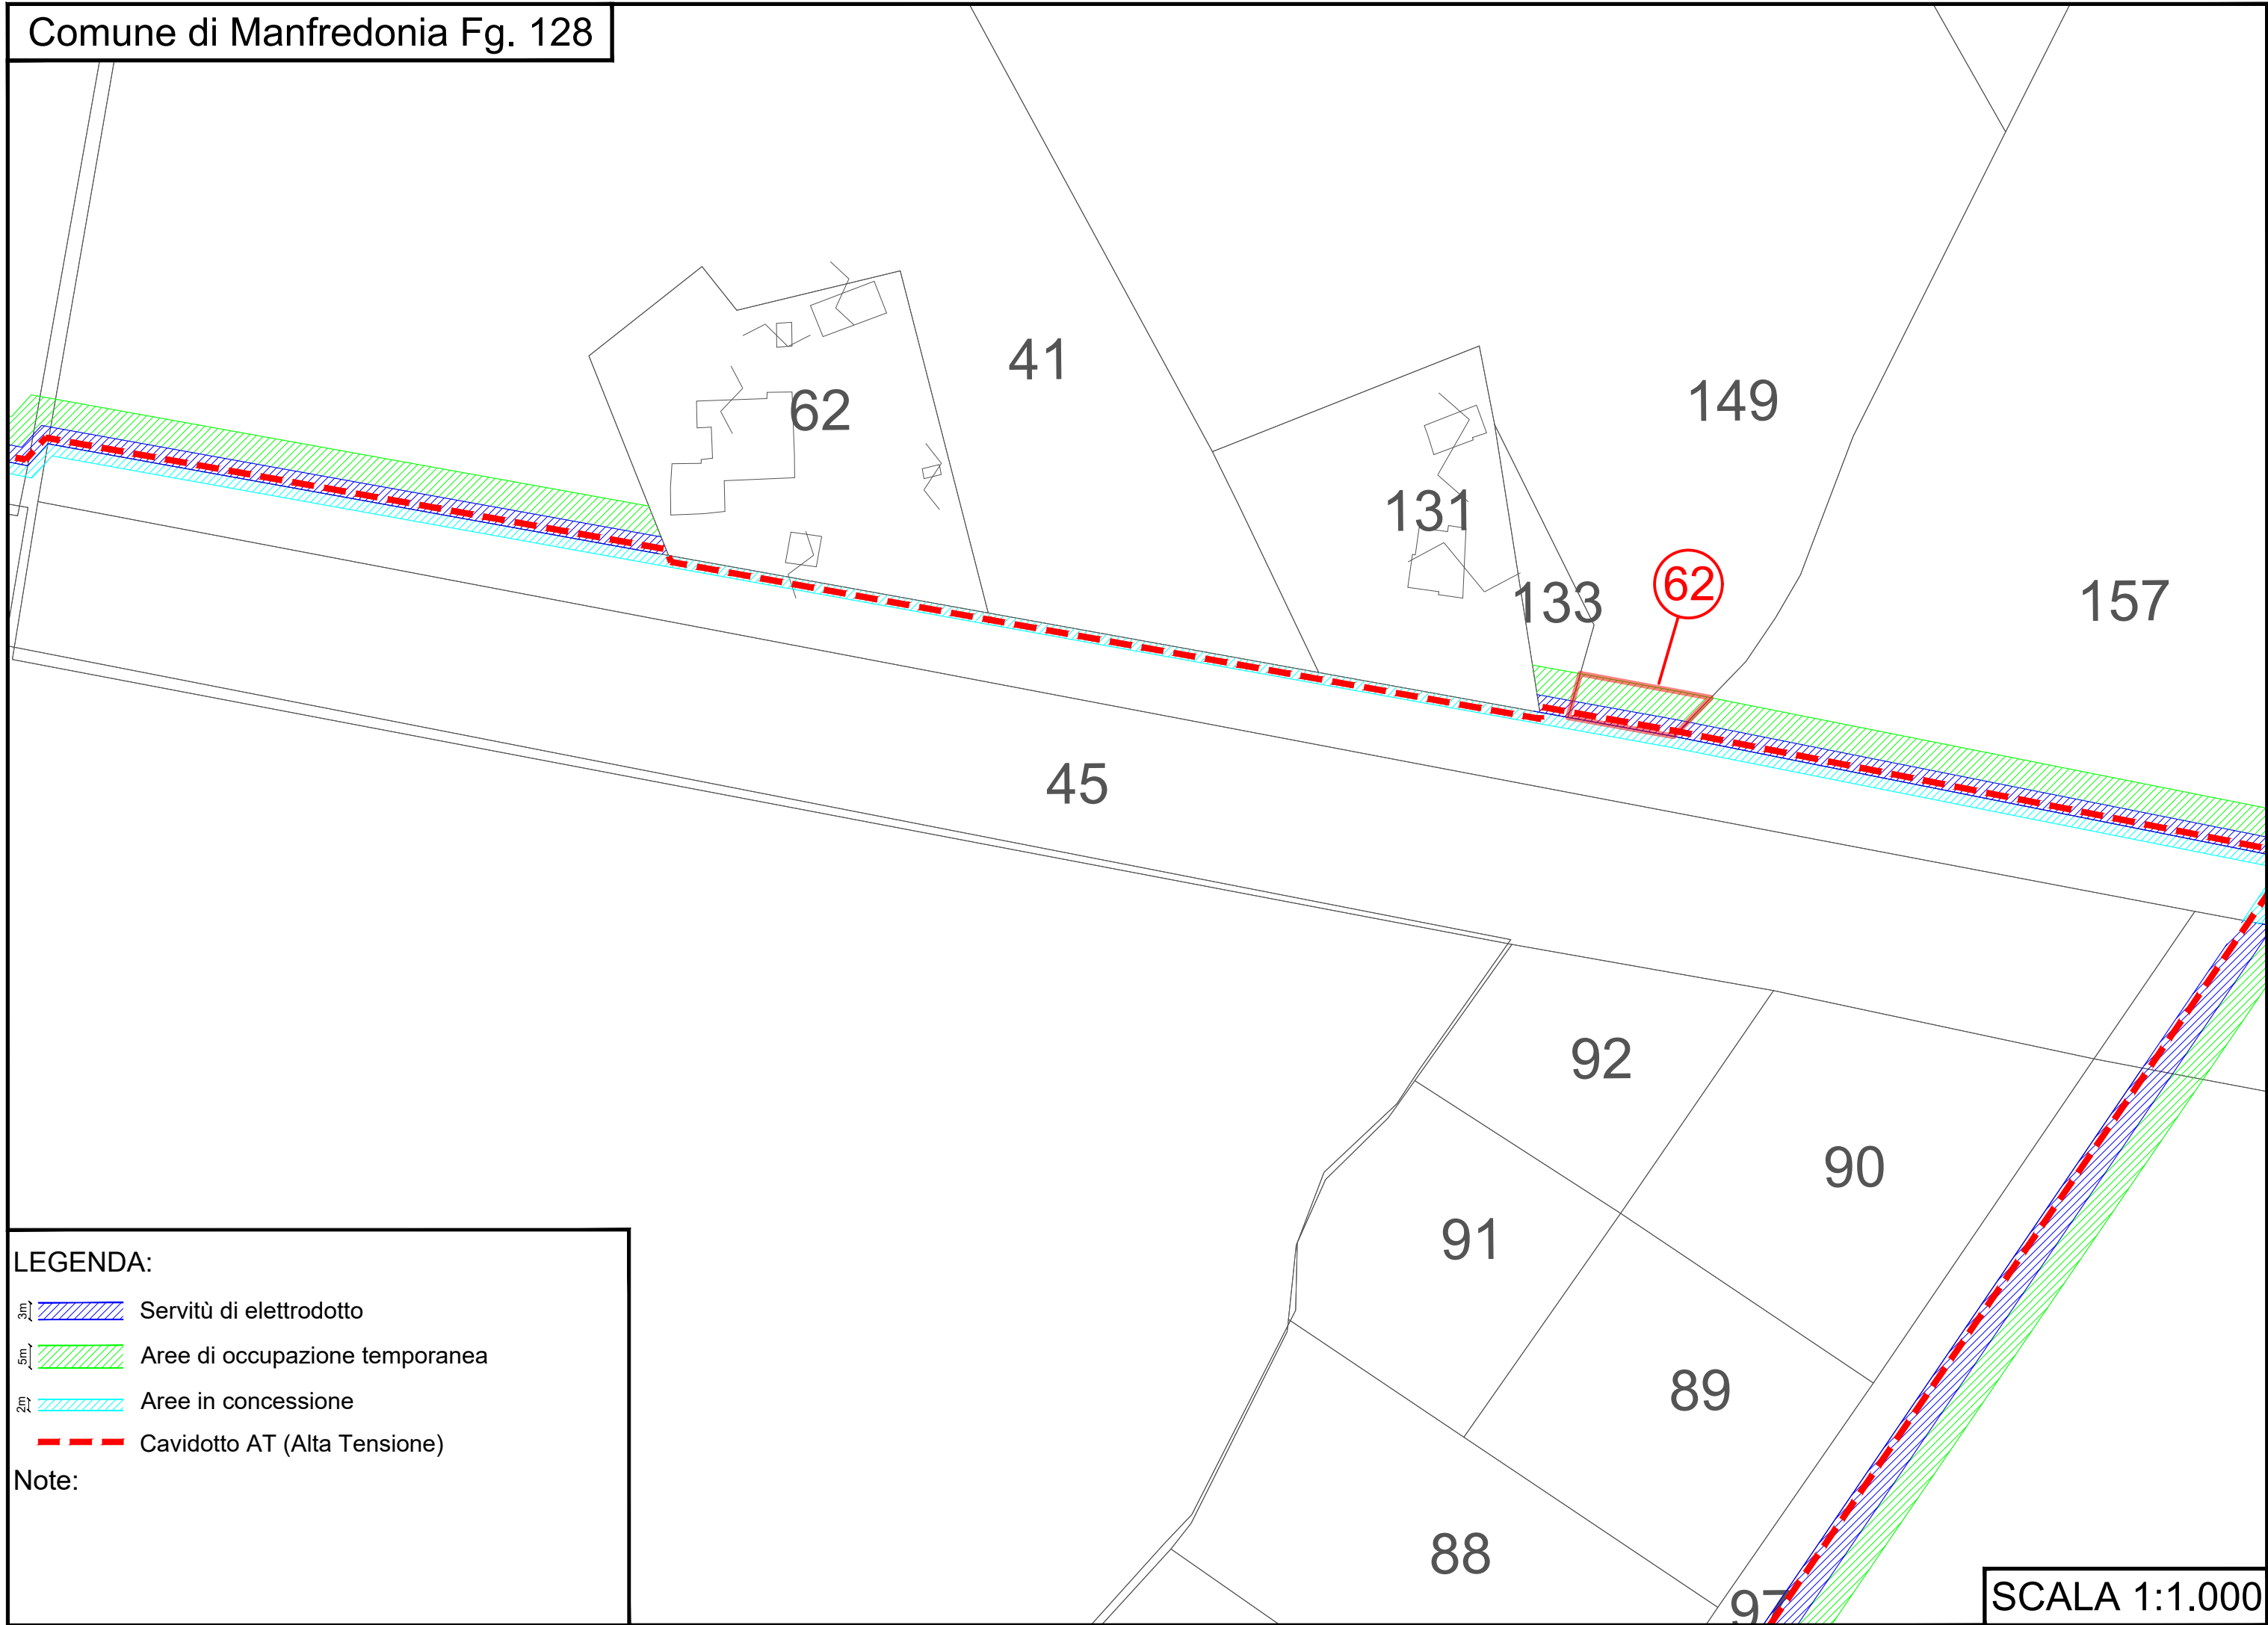 Comune di Manfredonia Fg. 128
41
62
149
131
133
62
157
45
92
90
91
89
88
97
LEGENDA:
3m Servitù di elettrodotto
5m Aree di occupazione temporanea
2m Aree in concessione
Cavidotto AT (Alta Tensione)
Note:
SCALA 1:1.000